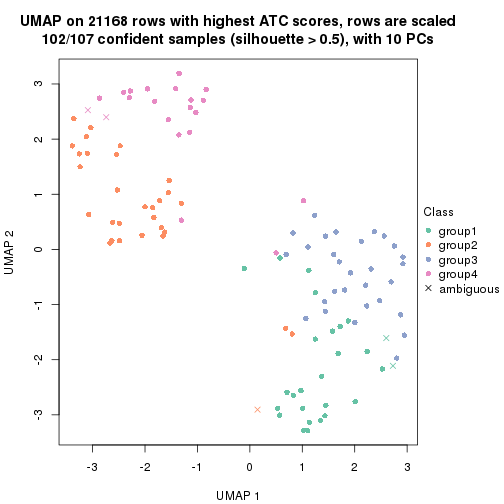 UMAP on 21168 rows with highest ATC scores, rows are scaled
102/107 confident samples (silhouette > 0.5), with 10 PCs
3
2
1
0
-1
-2
-3
UMAP 2
-3
-2
-1
0
1
2
3
UMAP 1
Class
group1
group2
group3
group4
ambiguous